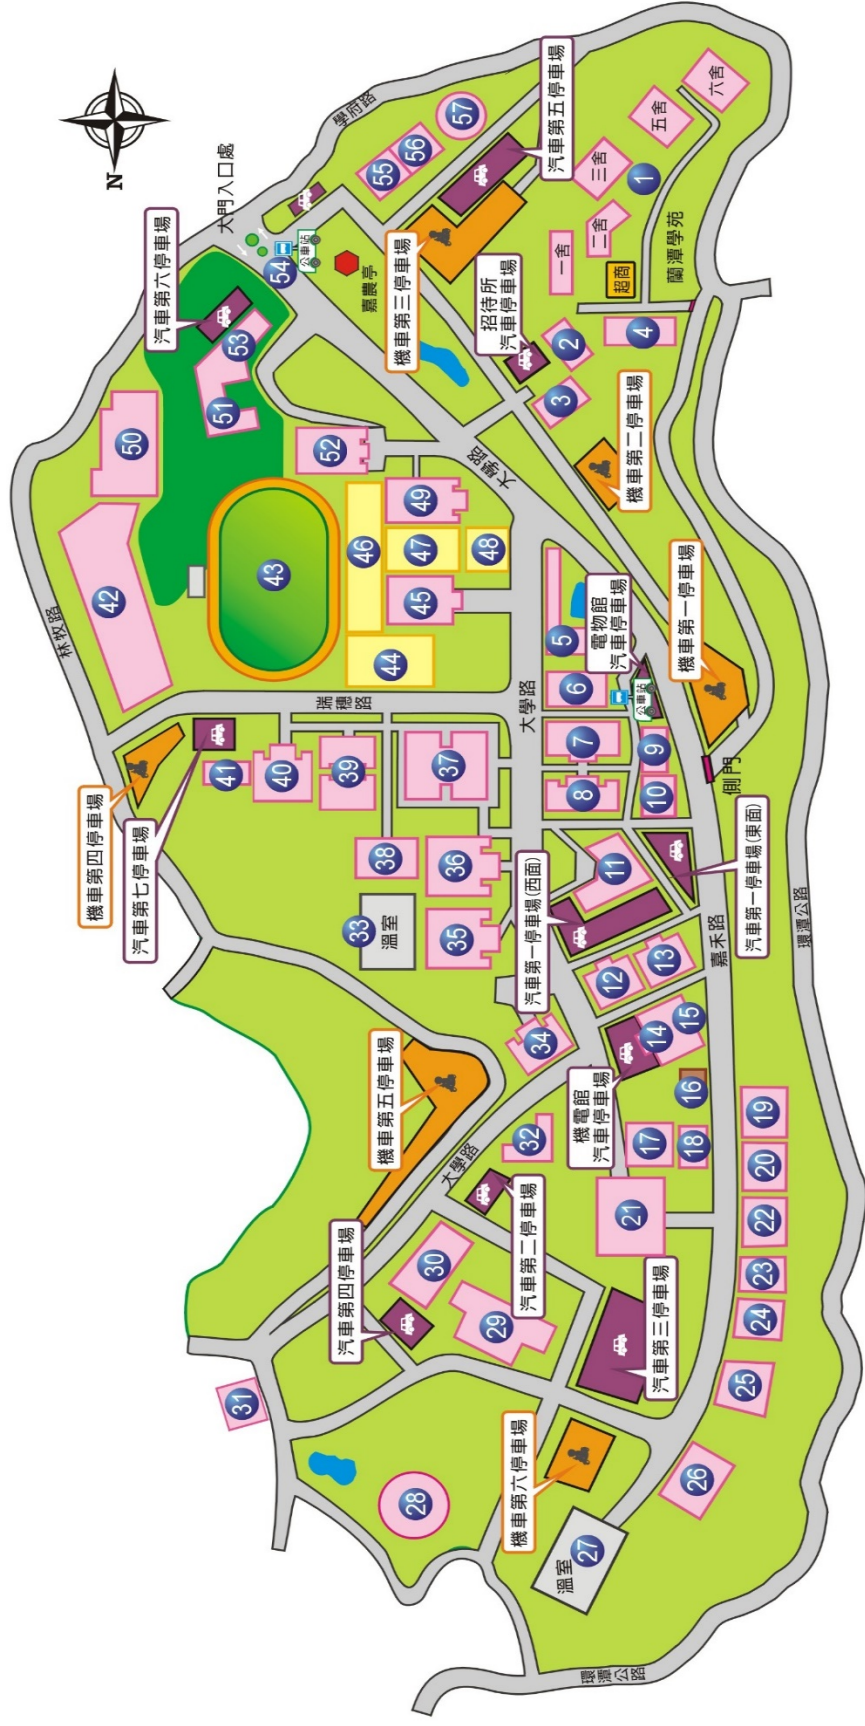 N
大門入口處
學府路
汽車第六停車場
54
公車站
嘉農亭
55
56
57
汽車第五停車場
機車第三停車場
招待所
汽車停車場
一舍
二舍
三舍
五舍
六舍
1
超商
蘭潭學苑
2
3
4
機車第二停車場
林牧路
50
51
53
42
43
52
46
49
47
48
45
44
大學路
大學路
瑞穗路
5
電物館
汽車停車場
公車站
6
7
8
9
10
機車第一停車場
側門
機車第四停車場
汽車第七停車場
41
40
39
37
38
36
33
溫室
35
汽車第一停車場(西面)
11
汽車第一停車場(東面)
嘉禾路
環潭公路
12
13
34
機車第五停車場
大學路
機電館
汽車停車場
14
15
16
17
18
19
20
21
22
23
24
25
26
32
汽車第二停車場
汽車第四停車場
30
29
汽車第三停車場
31
28
機車第六停車場
溫室
27
環潭公路